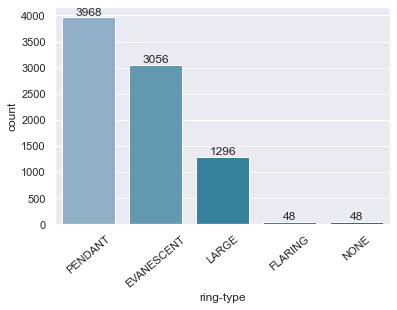 4000
3500
3000
2500
2000
1500
1000
500
0
count
3968
3056
1296
48
48
PENDANT
EVANESCENT
LARGE
FLARING
NONE
ring-type